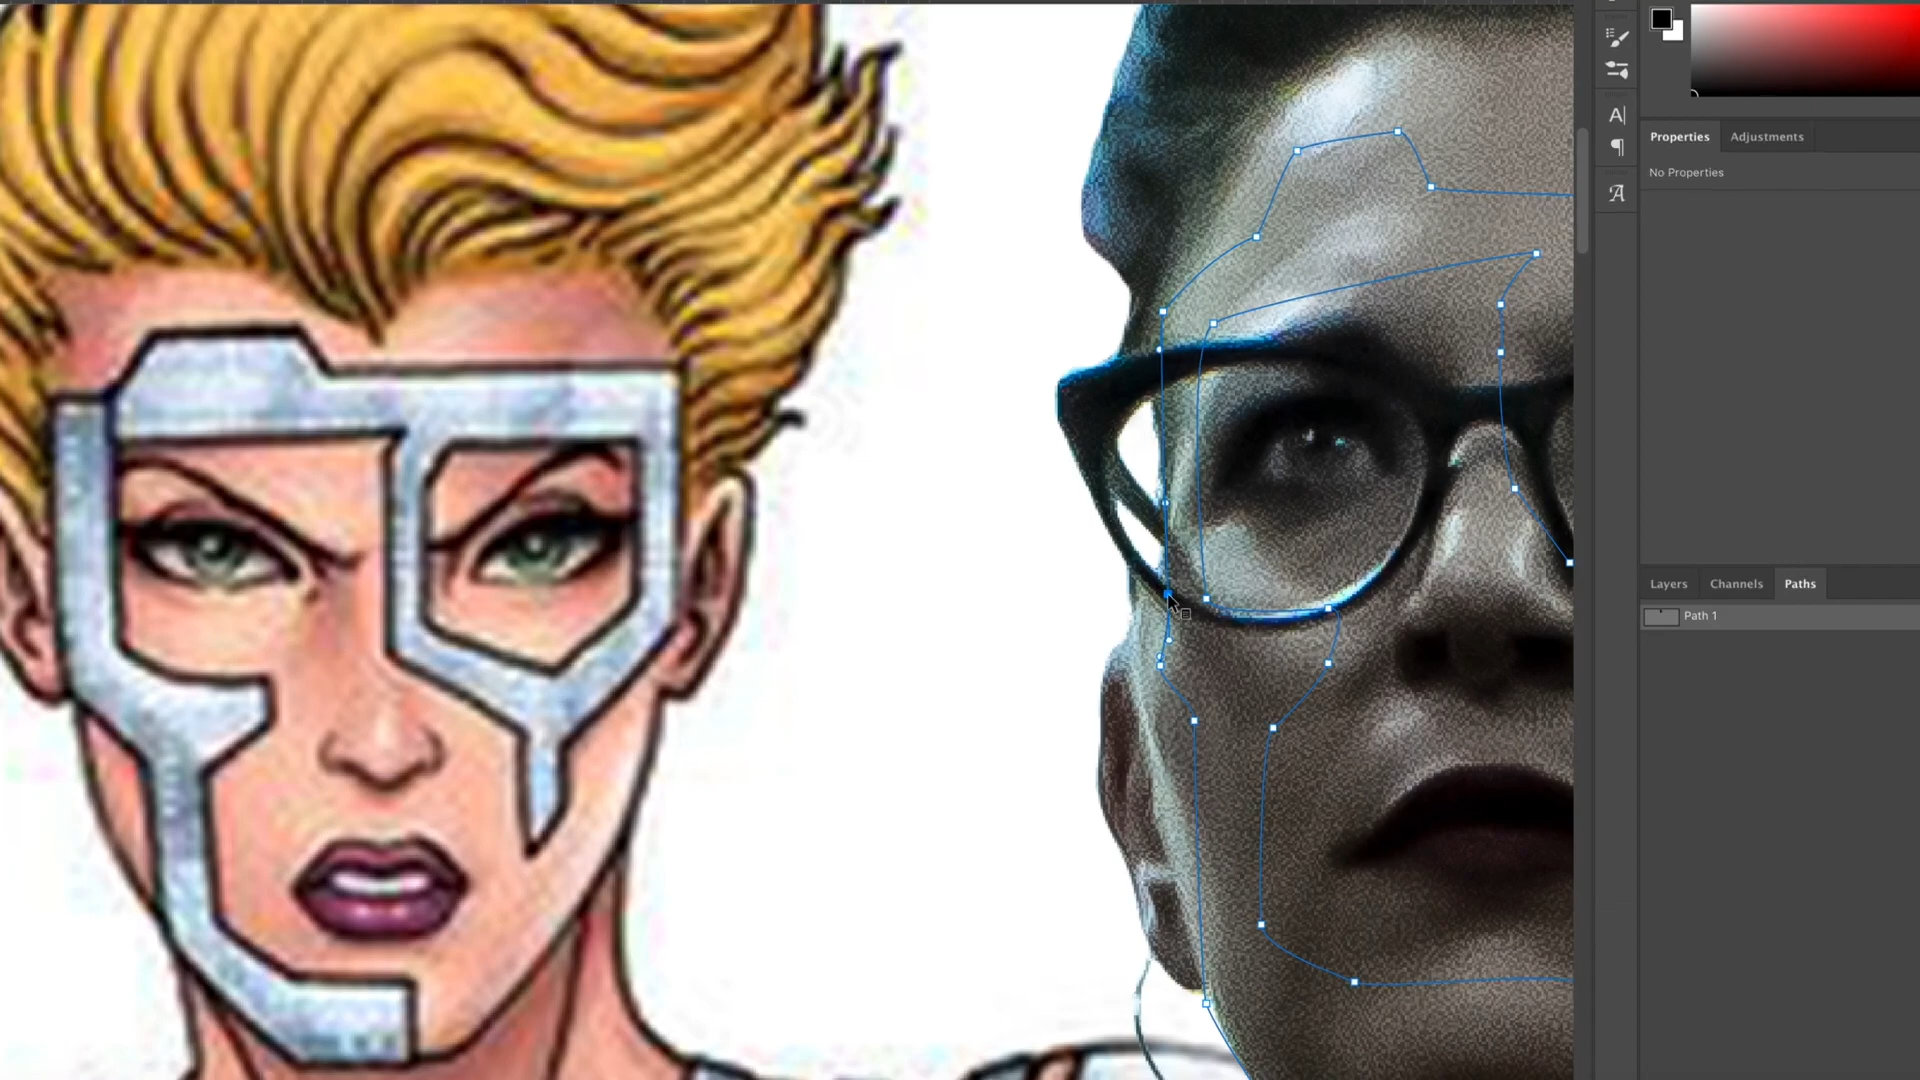 Properties
Adjustments
No Properties
Layers
Channels
Paths
Path 1